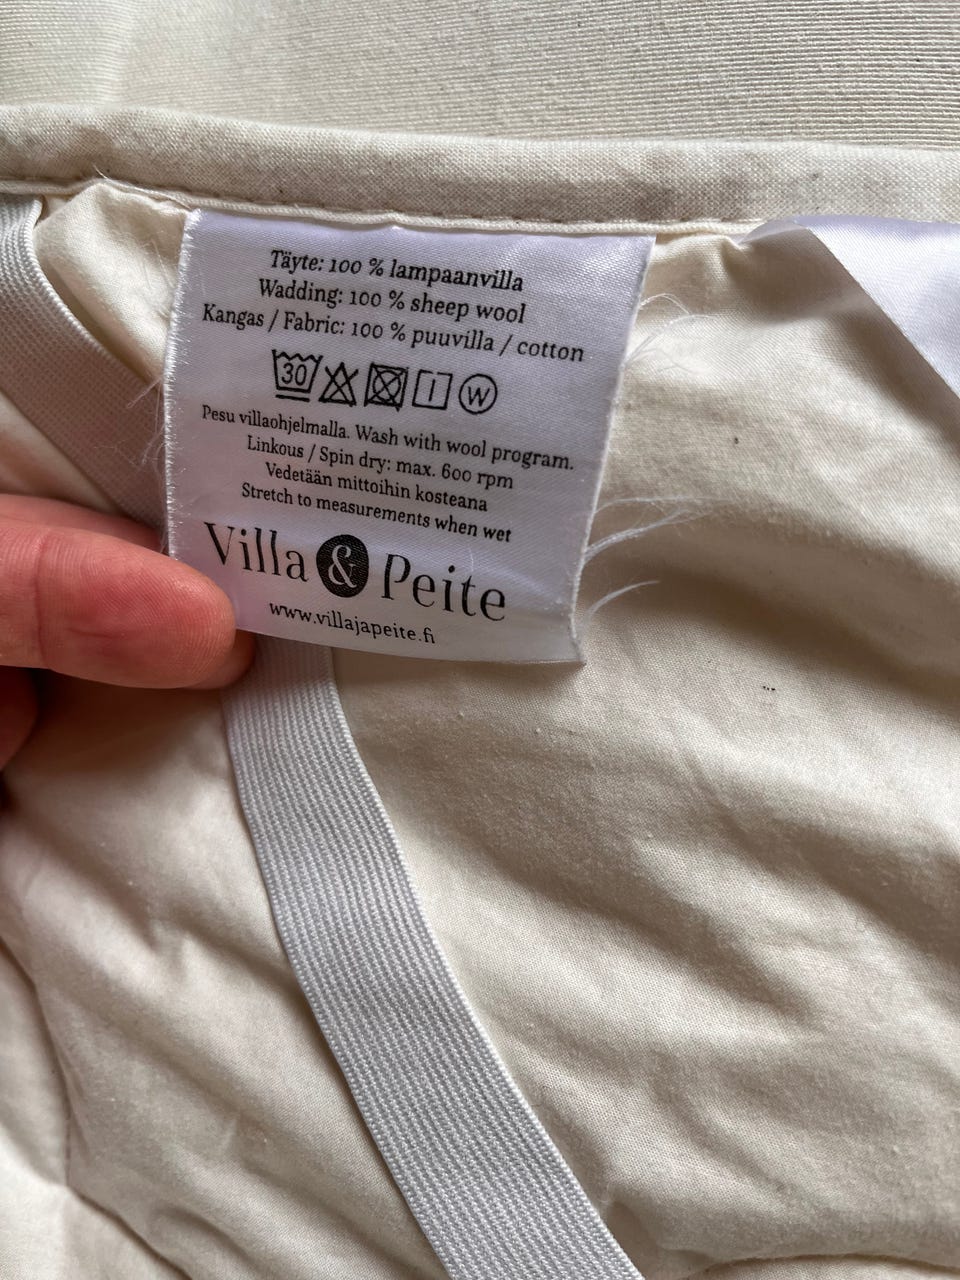 Täyte: 100 % lampaanvilla
Wadding: 100 % sheep wool
Kangas / Fabric: 100 % puuvilla / cotton
30 W
Pesu villaohjelmalla. Wash with wool program.
Linkous / Spin dry: max. 600 rpm
Vedetään mittoihin kosteana
Stretch to measurements when wet
Villa & Peite
www.villajapeite.fi